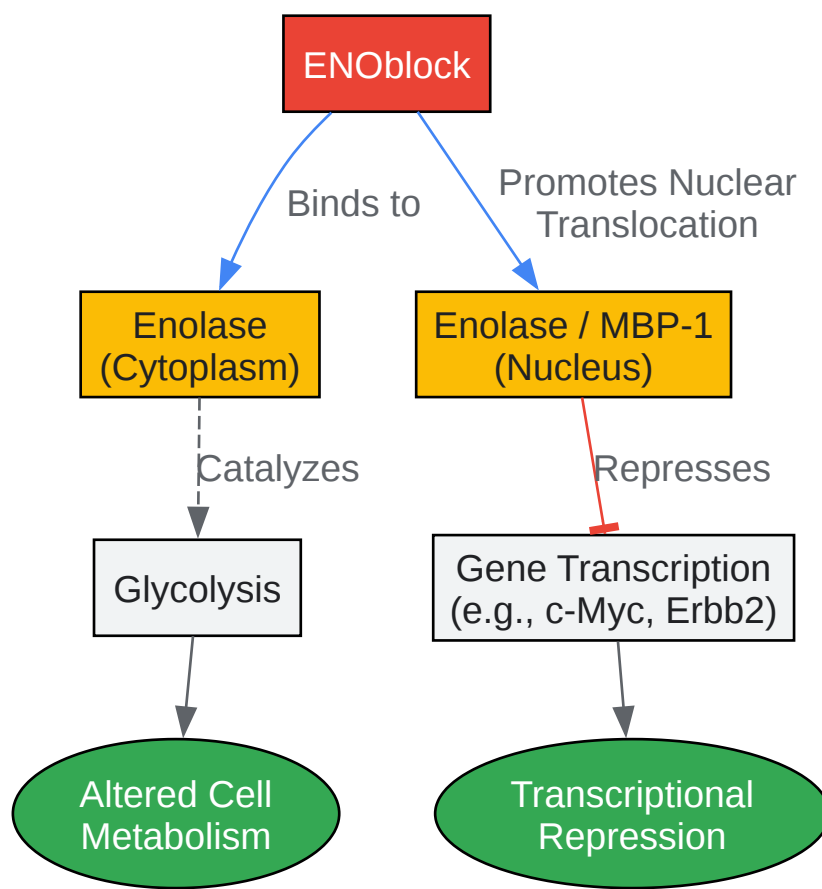 ENOblock
Binds to
Promotes Nuclear
Translocation
Enolase
(Cytoplasm)
Enolase / MBP-1
(Nucleus)
Catalyzes
Represses
Glycolysis
Gene Transcription
(e.g., c-Myc, Erbb2)
Altered Cell
Metabolism
Transcriptional
Repression